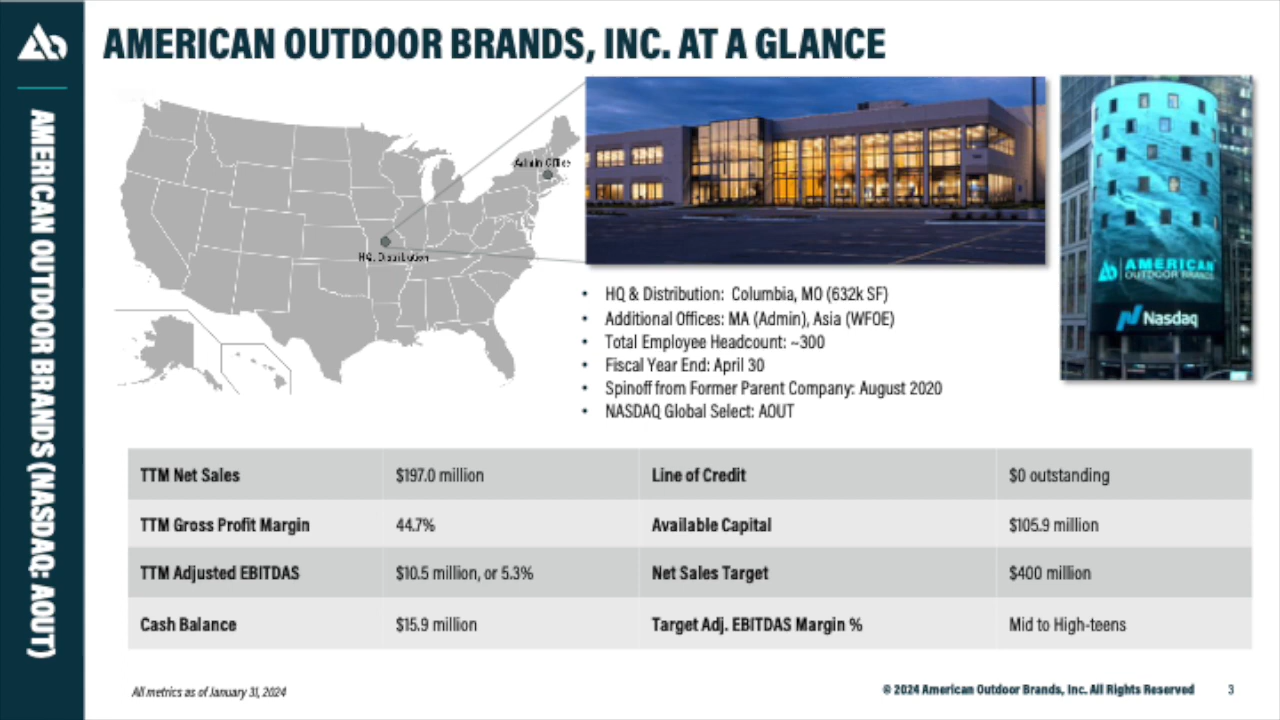 AMERICAN OUTDOOR BRANDS, INC. AT A GLANCE
AMERICAN OUTDOOR BRANDS (NASDAQ: AOUT)
Admin Office
HQ, Distribution
AMERICAN
OUTDOOR BRANDS
Nasdaq
• HQ & Distribution: Columbia, MO (632k SF)
• Additional Offices: MA (Admin), Asia (WFOE)
• Total Employee Headcount: ~300
• Fiscal Year End: April 30
• Spinoff from Former Parent Company: August 2020
• NASDAQ Global Select: AOUT
TTM Net Sales $197.0 million Line of Credit $0 outstanding
TTM Gross Profit Margin 44.7% Available Capital $105.9 million
TTM Adjusted EBITDAS $10.5 million, or 5.3% Net Sales Target $400 million
Cash Balance $15.9 million Target Adj. EBITDAS Margin % Mid to High-teens
All metrics as of January 31, 2024
© 2024 American Outdoor Brands, Inc. All Rights Reserved 3